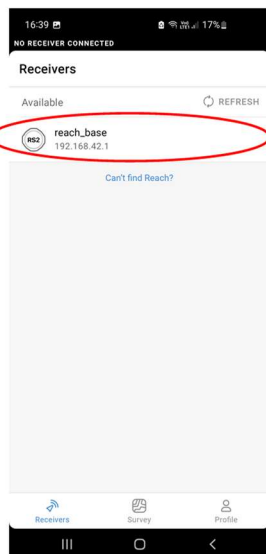 16:39 17%
NO RECEIVER CONNECTED
Receivers
Available REFRESH
RS2 reach_base
192.168.42.1
Can't find Reach?
Receivers Survey Profile